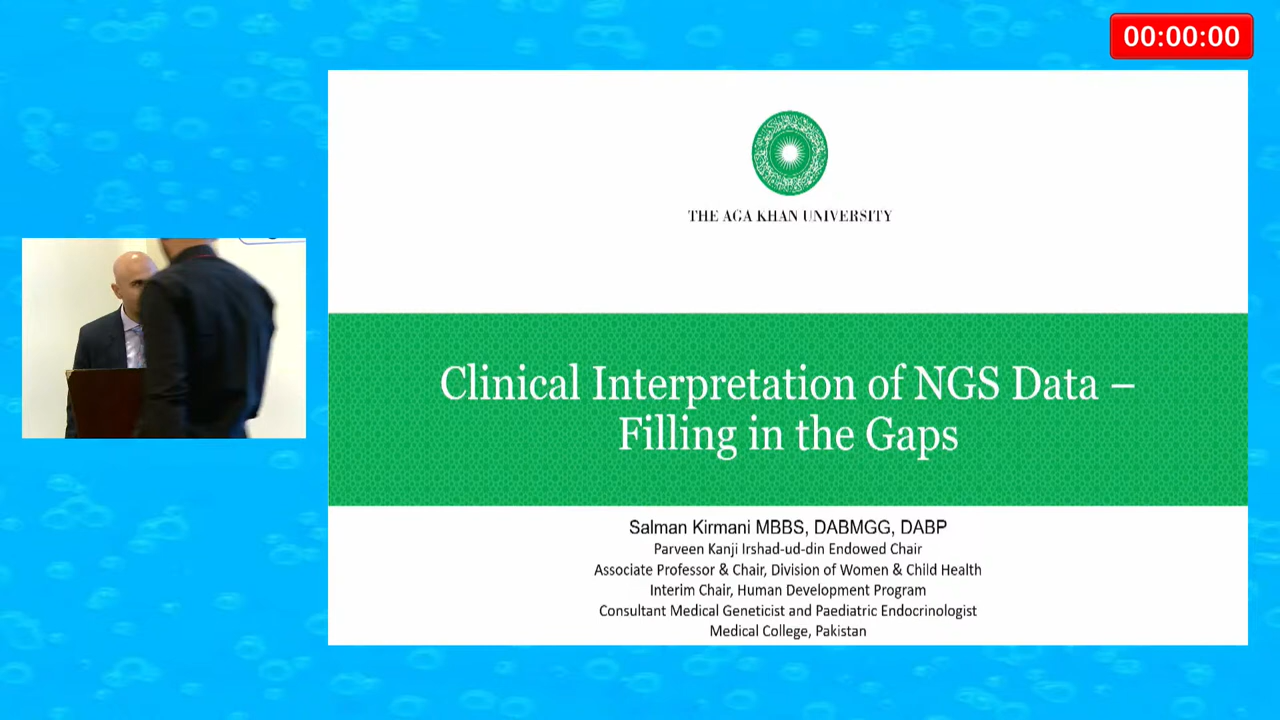 00:00:00
THE AGA KHAN UNIVERSITY
Clinical Interpretation of NGS Data –
Filling in the Gaps
Salman Kirmani MBBS, DABMGG, DABP
Parveen Kanji Irshad-ud-din Endowed Chair
Associate Professor & Chair, Division of Women & Child Health
Interim Chair, Human Development Program
Consultant Medical Geneticist and Paediatric Endocrinologist
Medical College, Pakistan